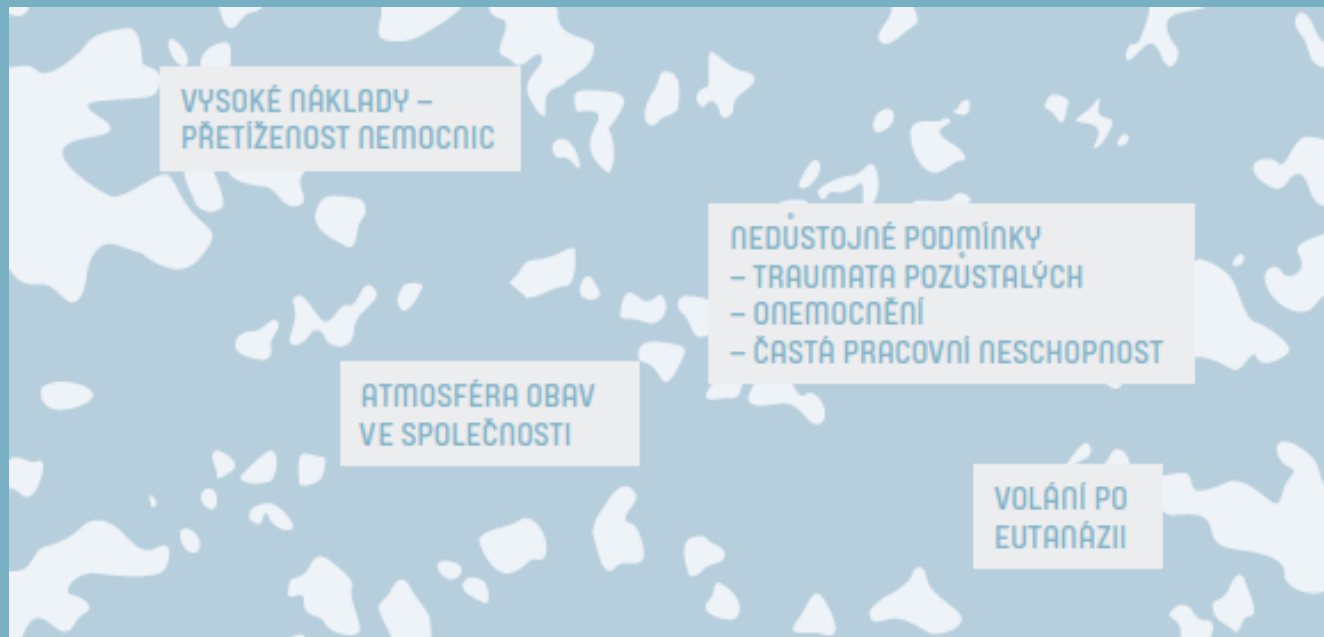 VYSOKÉ NÁKLADY –
PŘETÍŽENOST NEMOCNIC
NEDŮSTOJNÉ PODMÍNKY
– TRAUMATA POZŮSTALÝCH
– ONEMOCNĚNÍ
– ČASTÁ PRACOVNÍ NESCHOPNOST
ATMOSFÉRA OBAV
VE SPOLEČNOSTI
VOLÁNÍ PO
EUTANÁZII